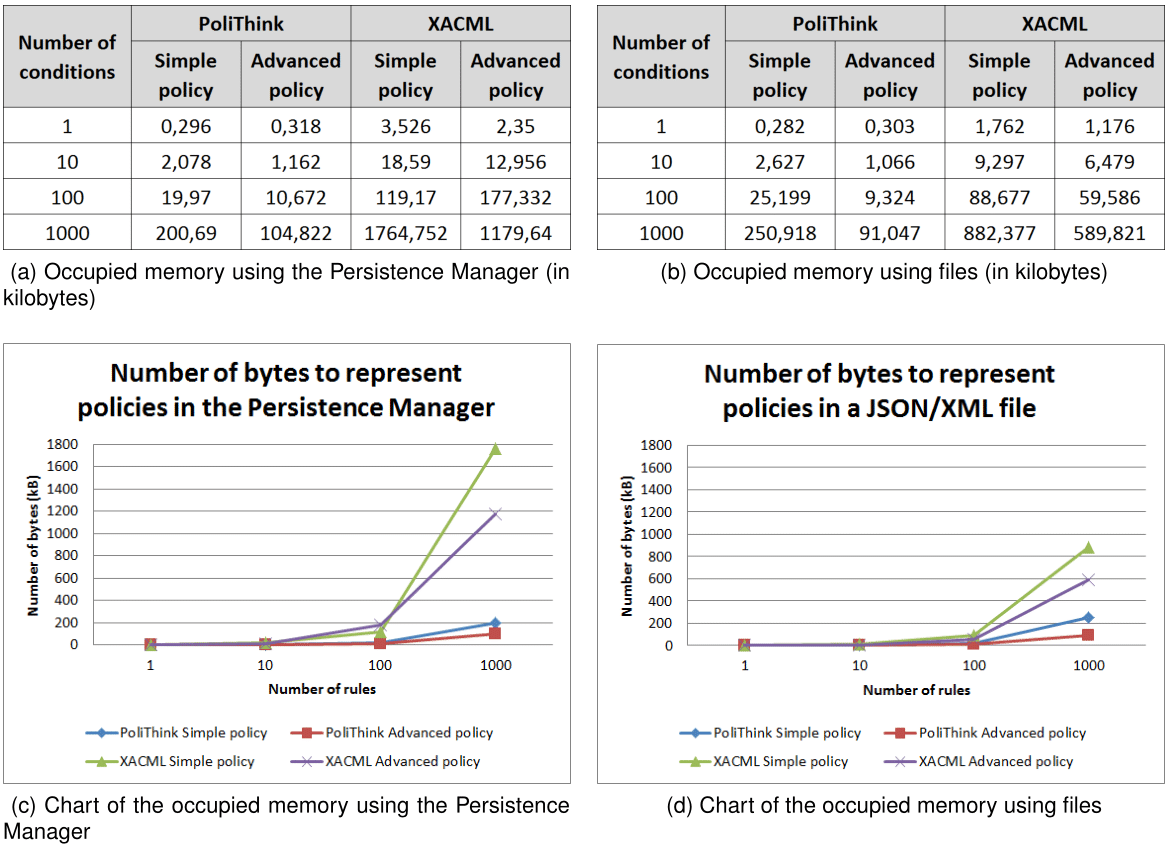 Number of conditions PoliThink XACML
Simple policy Advanced policy Simple policy Advanced policy
1 0,296 0,318 3,526 2,35
10 2,078 1,162 18,59 12,956
100 19,97 10,672 119,17 177,332
1000 200,69 104,822 1764,752 1179,64
(a) Occupied memory using the Persistence Manager (in
kilobytes)
Number of conditions PoliThink XACML
Simple policy Advanced policy Simple policy Advanced policy
1 0,282 0,303 1,762 1,176
10 2,627 1,066 9,297 6,479
100 25,199 9,324 88,677 59,586
1000 250,918 91,047 882,377 589,821
(b) Occupied memory using files (in kilobytes)
Number of bytes to represent
policies in the Persistence Manager
Number of bytes (kB)
1800
1600
1400
1200
1000
800
600
400
200
0
1 10 100 1000
Number of rules
PoliThink Simple policy PoliThink Advanced policy
XACML Simple policy XACML Advanced policy
(c) Chart of the occupied memory using the Persistence
Manager
Number of bytes to represent
policies in a JSON/XML file
Number of bytes (kB)
1800
1600
1400
1200
1000
800
600
400
200
0
1 10 100 1000
Number of rules
PoliThink Simple policy PoliThink Advanced policy
XACML Simple policy XACML Advanced policy
(d) Chart of the occupied memory using files